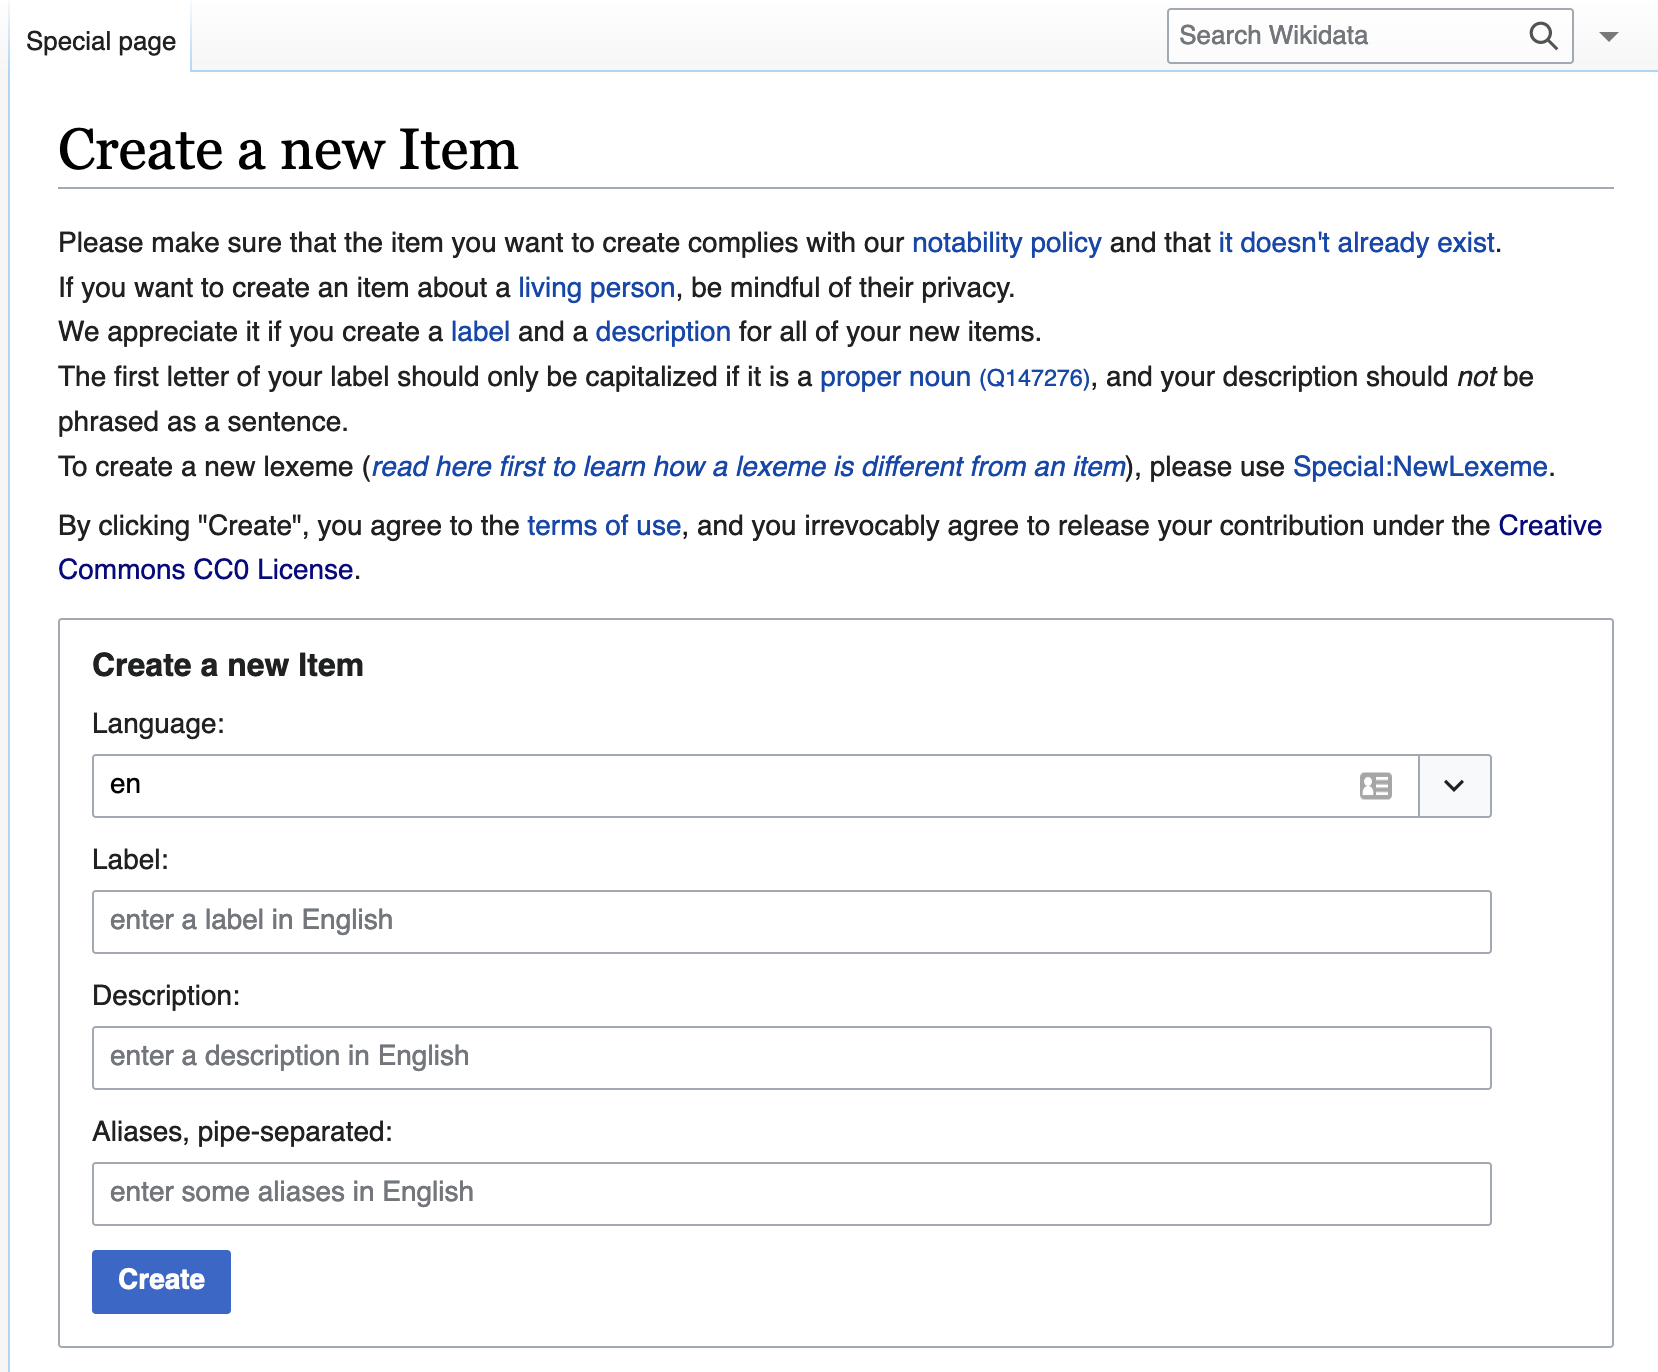 Special page
Search Wikidata
Create a new Item
Please make sure that the item you want to create complies with our notability policy and that it doesn't already exist.
If you want to create an item about a living person, be mindful of their privacy.
We appreciate it if you create a label and a description for all of your new items.
The first letter of your label should only be capitalized if it is a proper noun (Q147276), and your description should not be
phrased as a sentence.
To create a new lexeme (read here first to learn how a lexeme is different from an item), please use Special:NewLexeme.
By clicking "Create", you agree to the terms of use, and you irrevocably agree to release your contribution under the Creative
Commons CC0 License.
Create a new Item
Language:
en
Label:
enter a label in English
Description:
enter a description in English
Aliases, pipe-separated:
enter some aliases in English
Create